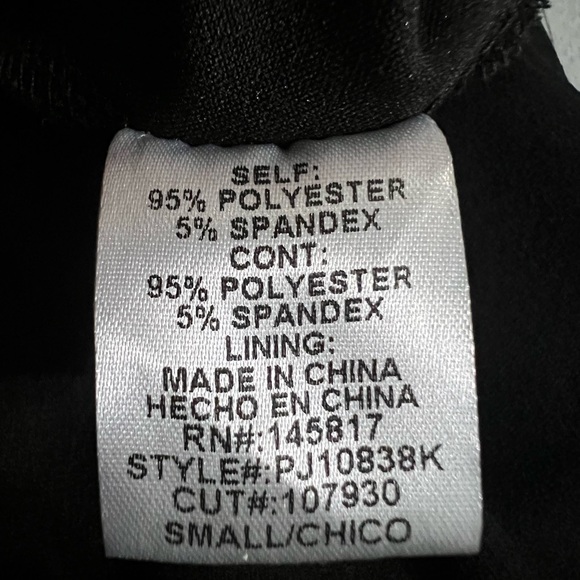 SELF:
95% POLYESTER
5% SPANDEX
CONT:
95% POLYESTER
5% SPANDEX
LINING:
MADE IN CHINA
HECHO EN CHINA
RN#:145817
STYLE#:PJ10838K
CUT#:107930
SMALL/CHICO